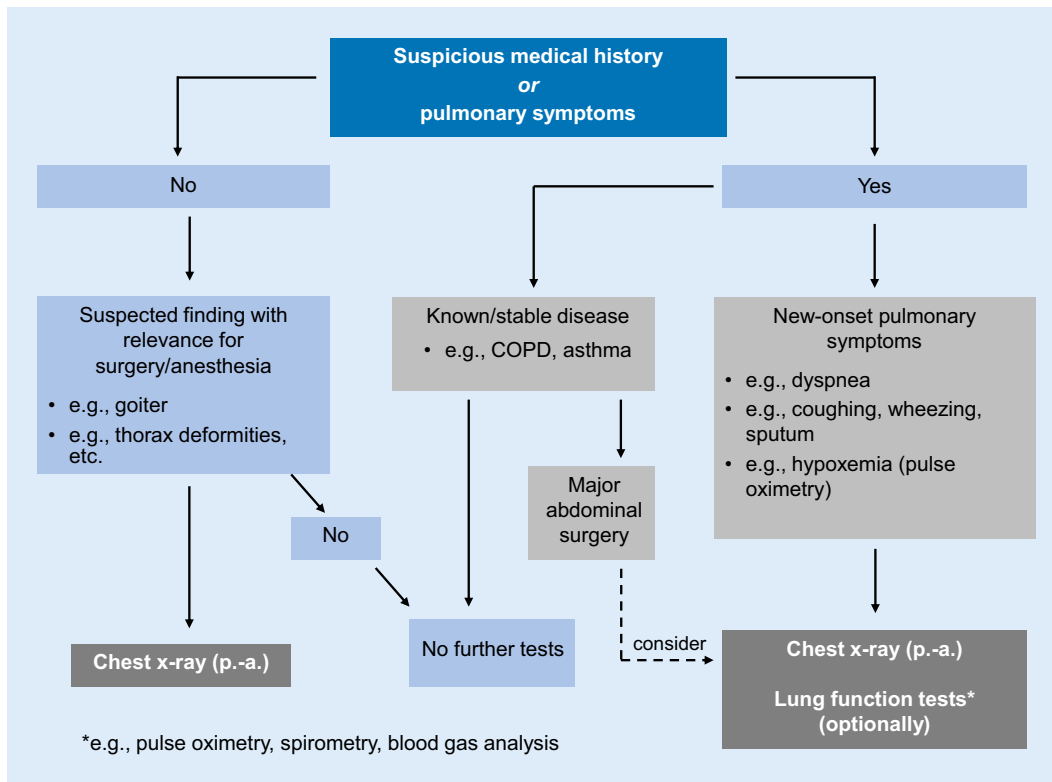 Suspicious medical history
or
pulmonary symptoms
No
Yes
Suspected finding with
relevance for
surgery/anesthesia
• e.g., goiter
• e.g., thorax deformities,
etc.
Known/stable disease
• e.g., COPD, asthma
New-onset pulmonary
symptoms
• e.g., dyspnea
• e.g., coughing, wheezing,
sputum
• e.g., hypoxemia (pulse
oximetry)
Major
abdominal
surgery
No
Chest x-ray (p.-a.)
No further tests
consider
Chest x-ray (p.-a.)
Lung function tests*
(optionally)
*e.g., pulse oximetry, spirometry, blood gas analysis